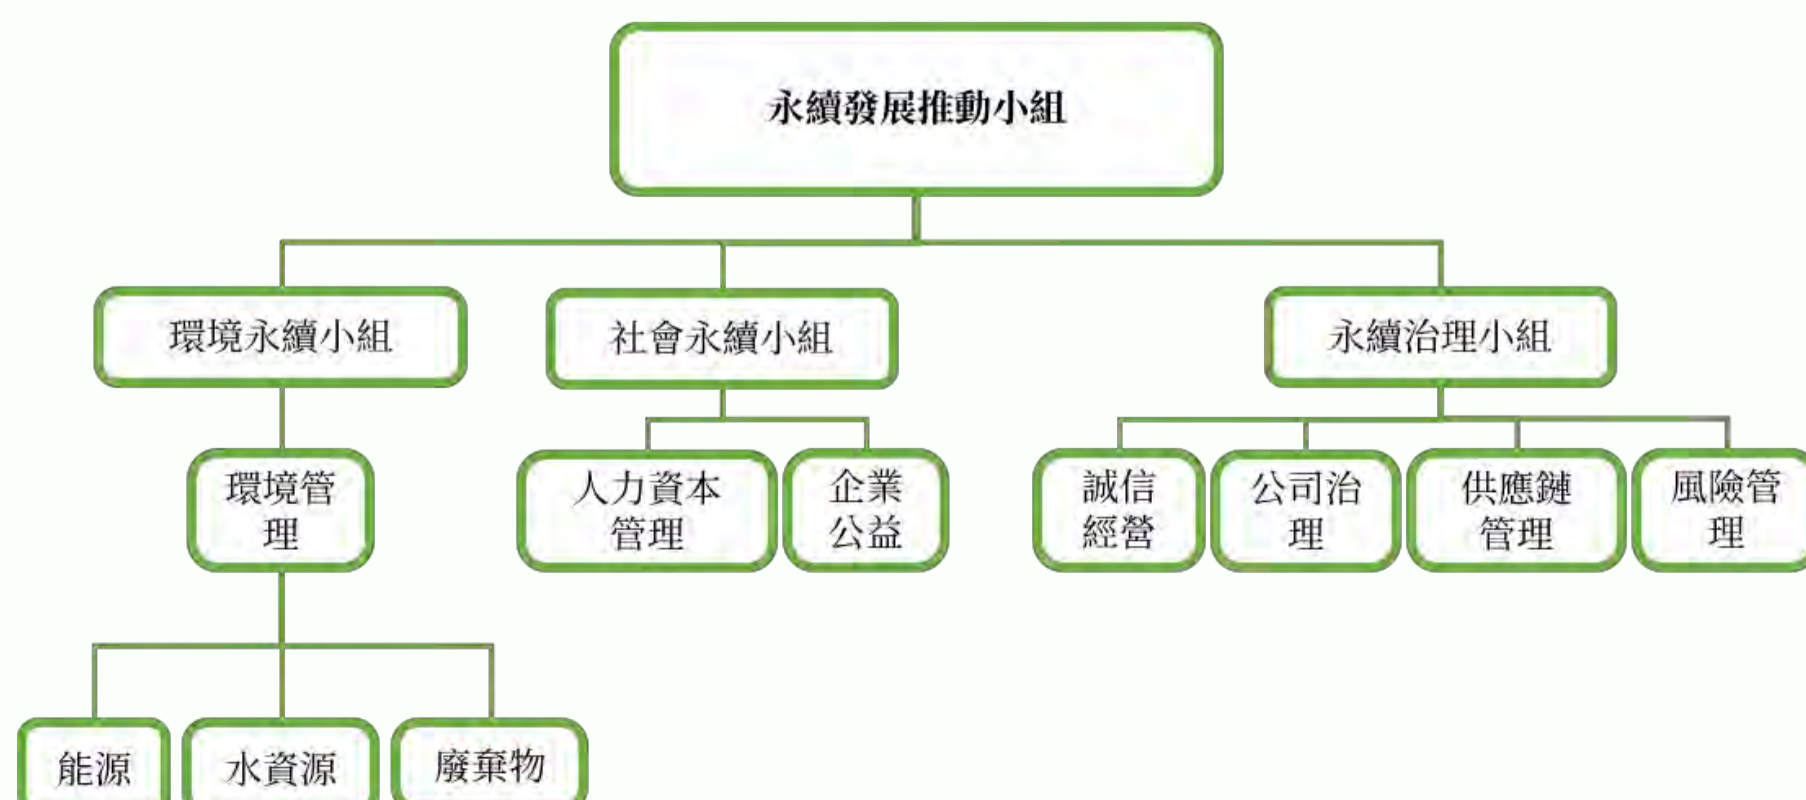 永續發展推動小組
環境永續小組
社會永續小組
永續治理小組
環境管
理
人力資本
管理
企業
公益
誠信
經營
公司治
理
供應鏈
管理
風險管
理
能源
水資源
廢棄物